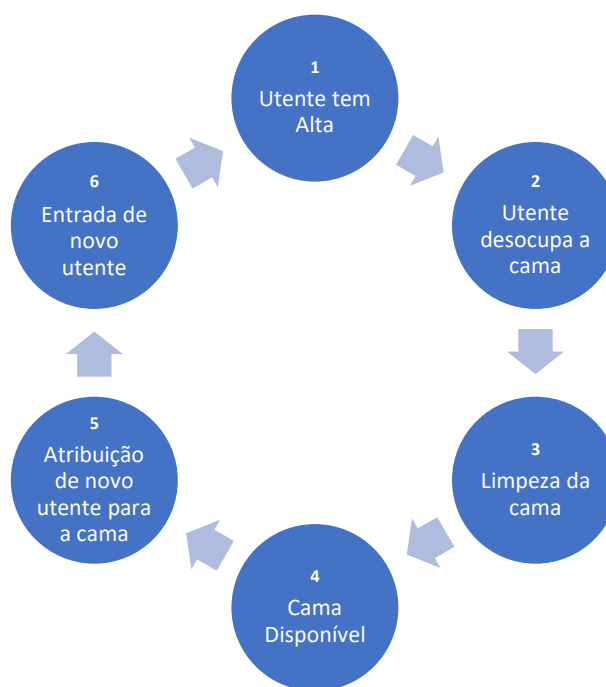 1
Utente tem
Alta
2
Utente
desocupa a
cama
3
Limpeza da
cama
4
Cama
Disponível
5
Atribuição
de novo
utente para
a cama
6
Entrada de
novo
utente